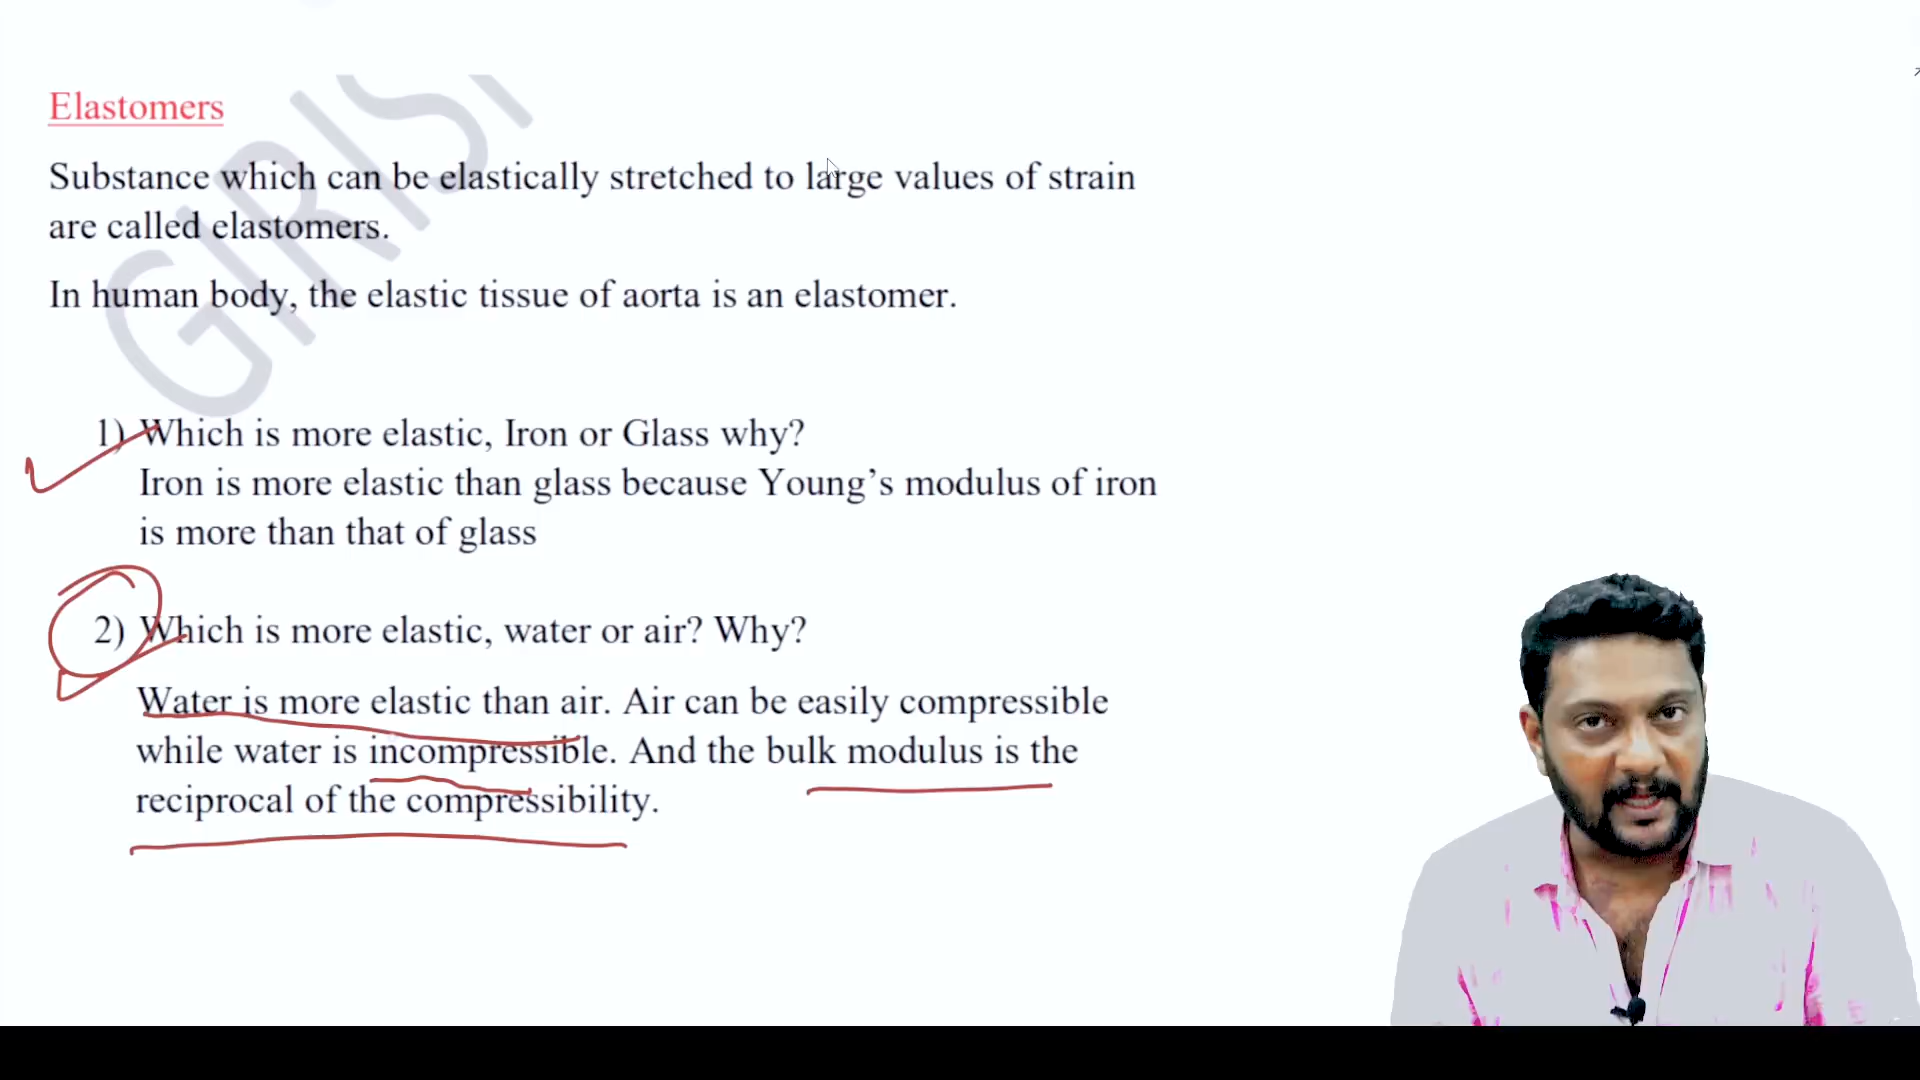 Elastomers
Substance which can be elastically stretched to large values of strain
are called elastomers.
In human body, the elastic tissue of aorta is an elastomer.
1) Which is more elastic, Iron or Glass why?
Iron is more elastic than glass because Young’s modulus of iron
is more than that of glass
2) Which is more elastic, water or air? Why?
Water is more elastic than air. Air can be easily compressible
while water is incompressible. And the bulk modulus is the
reciprocal of the compressibility.